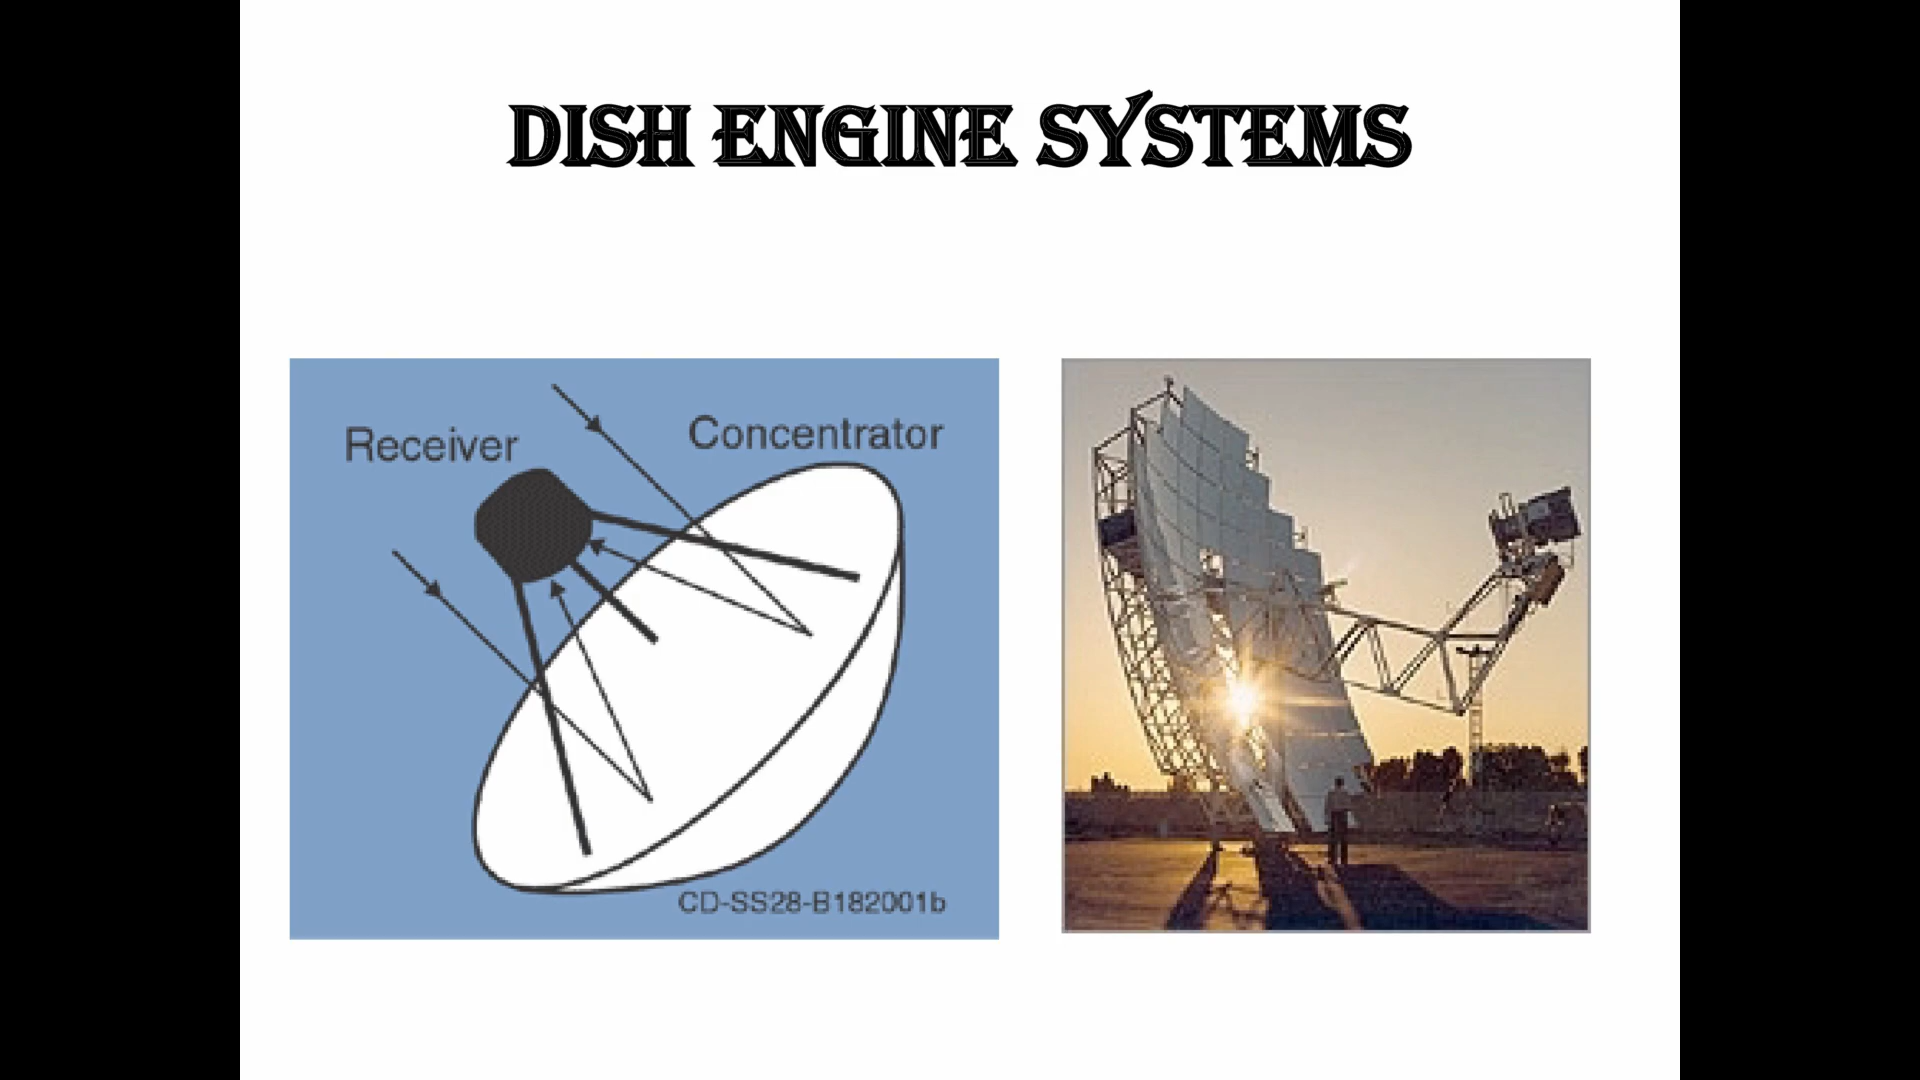 DISH ENGINE SYSTEMS
Receiver
Concentrator
CD-SS28-B182001b